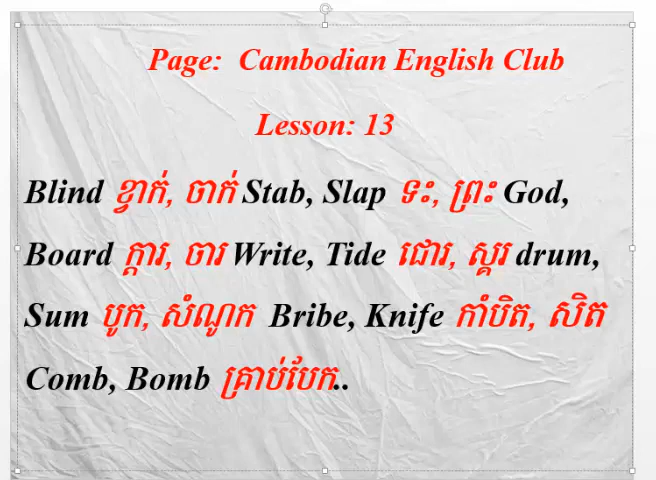 Page: Cambodian English Club
Lesson: 13
Blind ខ្វាក់, ចាក់ Stab, Slap ទះ, ព្រះ God,
Board ក្ដារ, ចារ Write, Tide ជោរ, ស្គរ drum,
Sum បូក, សំណូក Bribe, Knife កាំបិត, សិត
Comb, Bomb គ្រាប់បែក..